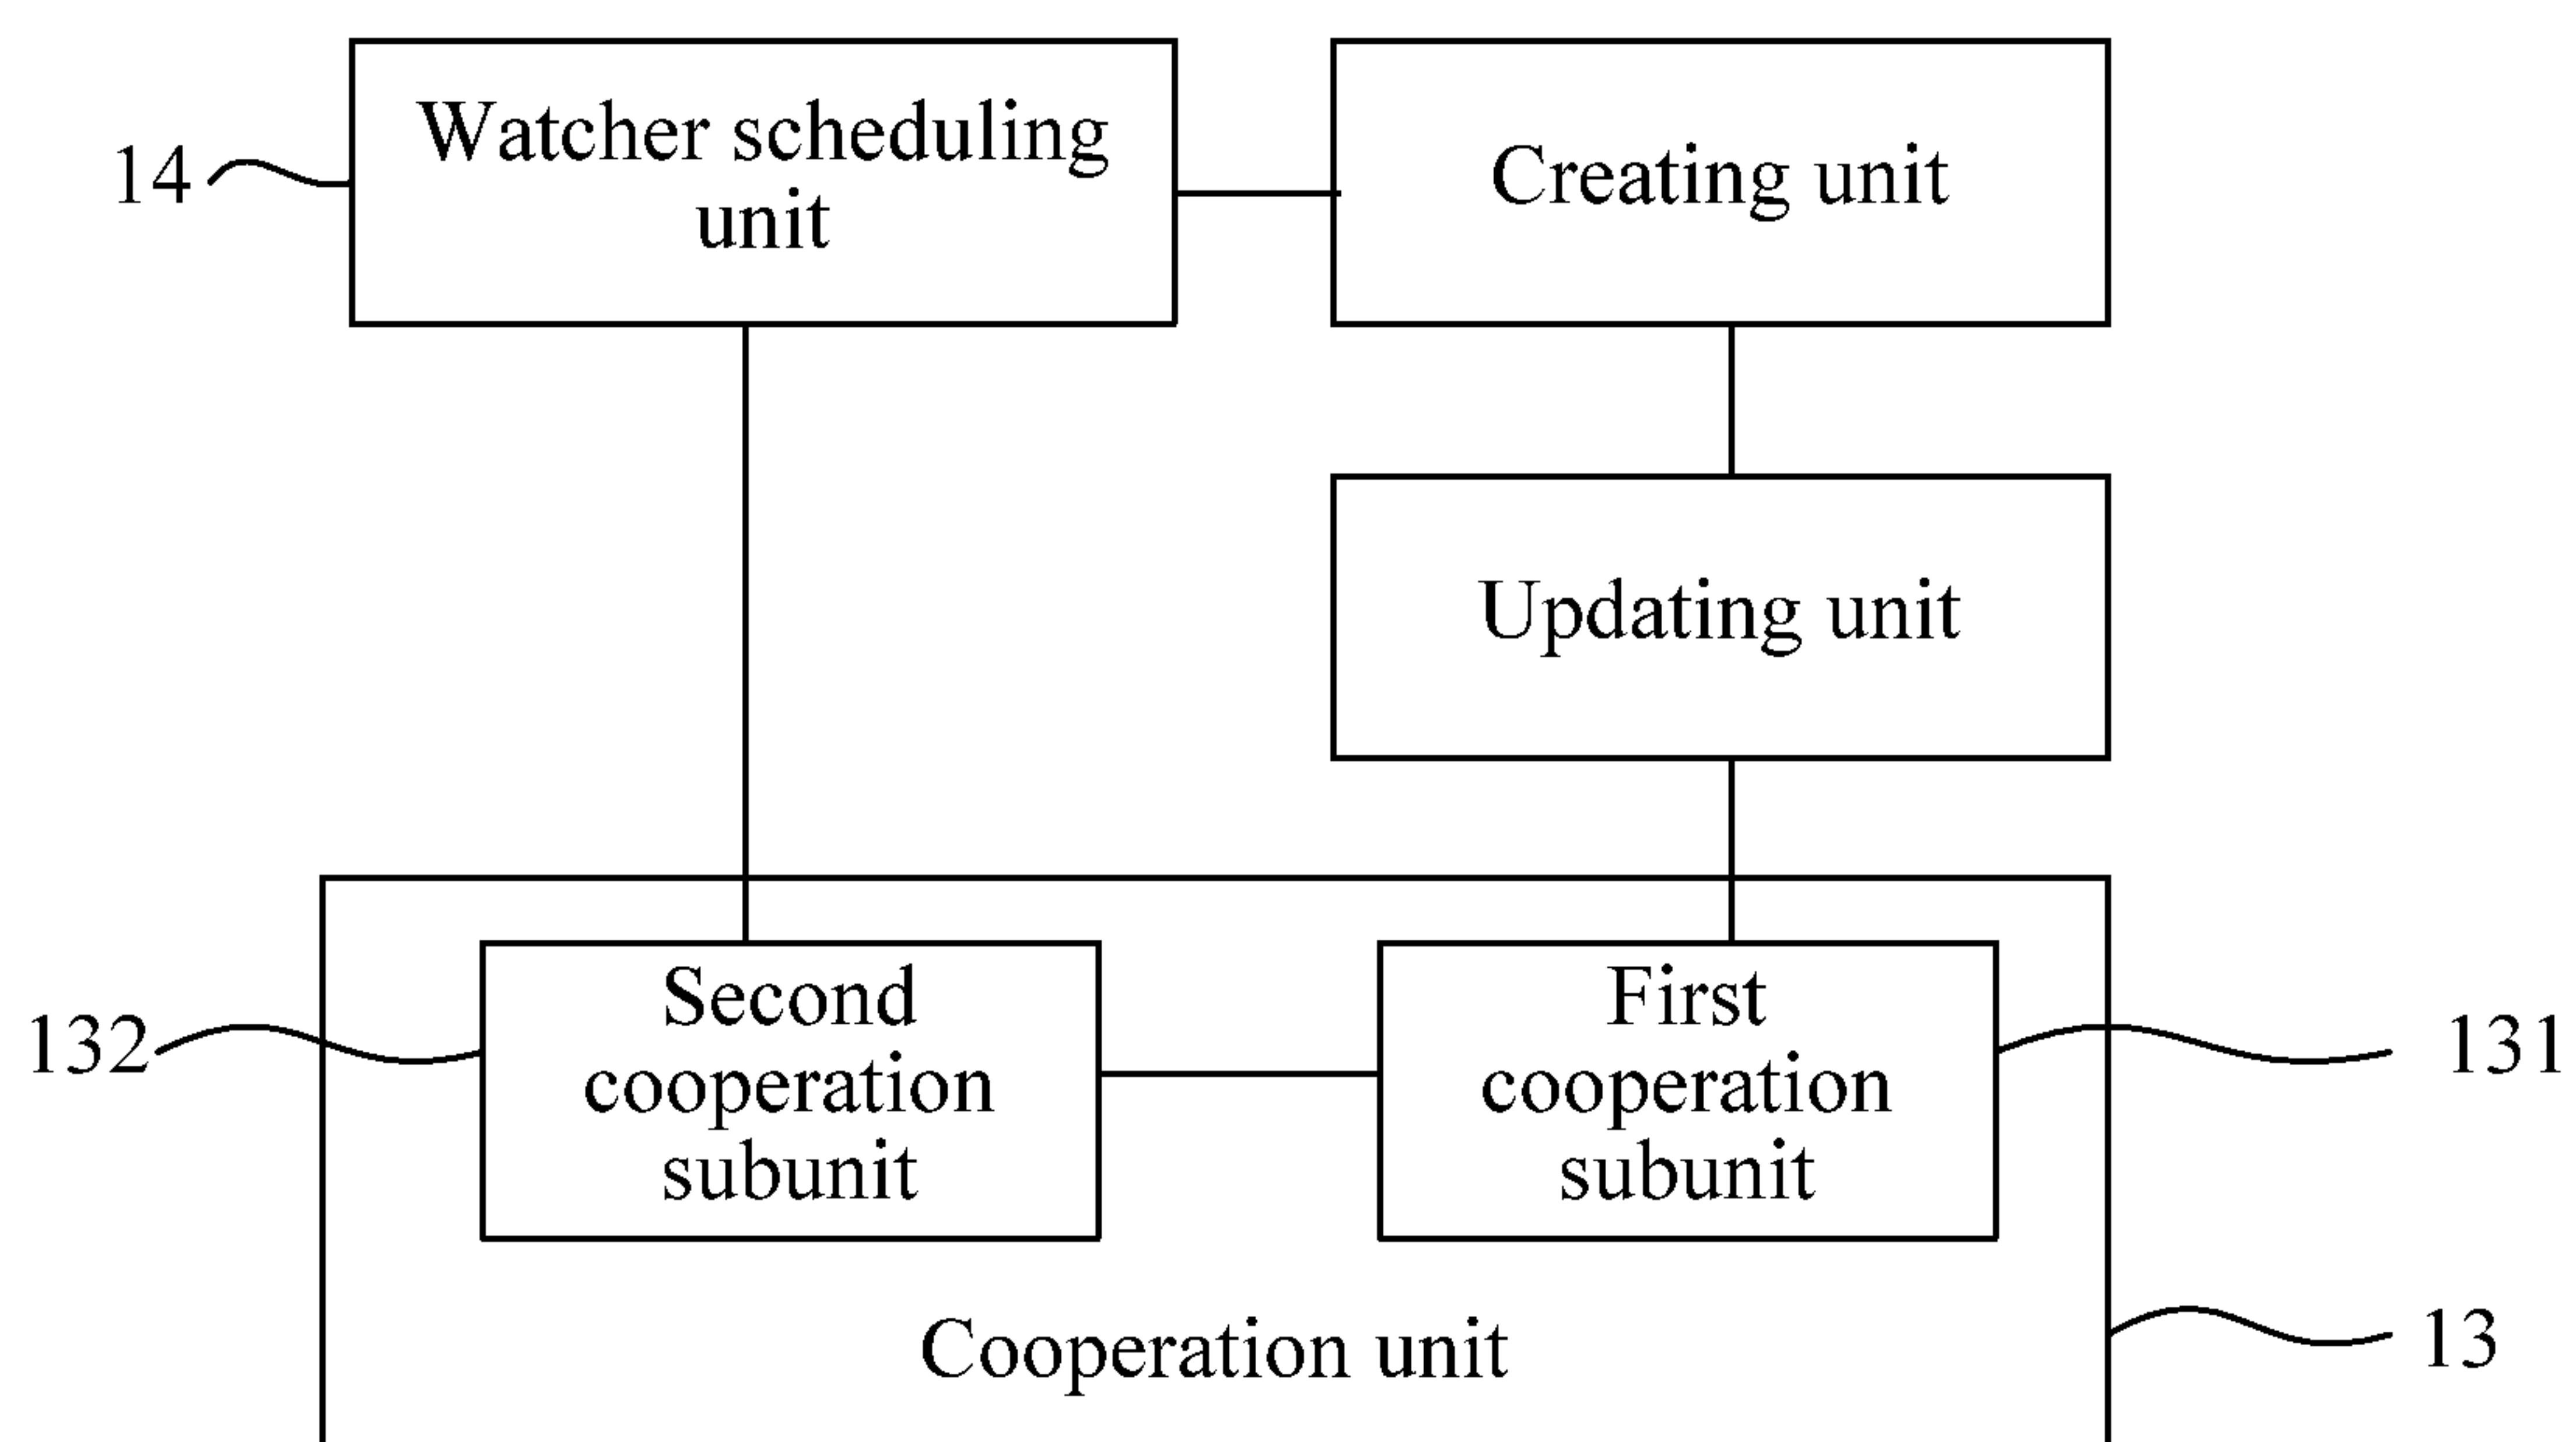 14
Watcher scheduling
unit
Creating unit
Updating unit
132
Second
cooperation
subunit
First
cooperation
subunit
131
Cooperation unit
13